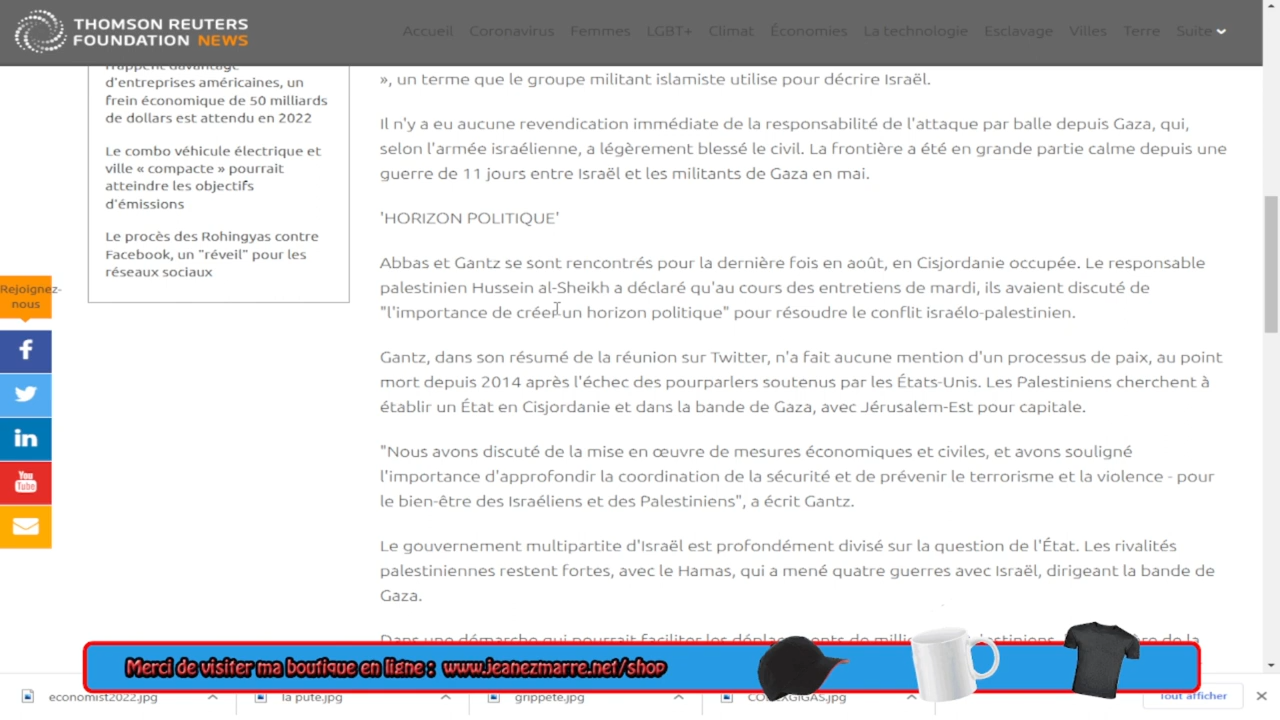 THOMSON REUTERS
FOUNDATION NEWS
Accueil Coronavirus Femmes LGBT+ Climat Économies La technologie Esclavage Villes Terre Suite
frappent davantage
d'entreprises américaines, un
frein économique de 50 milliards
de dollars est attendu en 2022
Le combo véhicule électrique et
ville « compacte » pourrait
atteindre les objectifs
d'émissions
Le procès des Rohingyas contre
Facebook, un "réveil" pour les
réseaux sociaux
Rejoignez-
nous
You
Tube
», un terme que le groupe militant islamiste utilise pour décrire Israël.
Il n'y a eu aucune revendication immédiate de la responsabilité de l'attaque par balle depuis Gaza, qui,
selon l'armée israélienne, a légèrement blessé le civil. La frontière a été en grande partie calme depuis une
guerre de 11 jours entre Israël et les militants de Gaza en mai.
'HORIZON POLITIQUE'
Abbas et Gantz se sont rencontrés pour la dernière fois en août, en Cisjordanie occupée. Le responsable
palestinien Hussein al-Sheikh a déclaré qu'au cours des entretiens de mardi, ils avaient discuté de
"l'importance de créer un horizon politique" pour résoudre le conflit israélo-palestinien.
Gantz, dans son résumé de la réunion sur Twitter, n'a fait aucune mention d'un processus de paix, au point
mort depuis 2014 après l'échec des pourparlers soutenus par les États-Unis. Les Palestiniens cherchent à
établir un État en Cisjordanie et dans la bande de Gaza, avec Jérusalem-Est pour capitale.
"Nous avons discuté de la mise en œuvre de mesures économiques et civiles, et avons souligné
l'importance d'approfondir la coordination de la sécurité et de prévenir le terrorisme et la violence - pour
le bien-être des Israéliens et des Palestiniens", a écrit Gantz.
Le gouvernement multipartite d'Israël est profondément divisé sur la question de l'État. Les rivalités
palestiniennes restent fortes, avec le Hamas, qui a mené quatre guerres avec Israël, dirigeant la bande de
Gaza.
Dans une démarche qui pourrait faciliter les déplacements de de la
Merci de visiter ma boutique en ligne : www.jeanezmarre.net/shop
economist2022.jpg la pute.jpg grippete.jpg Tout afficher